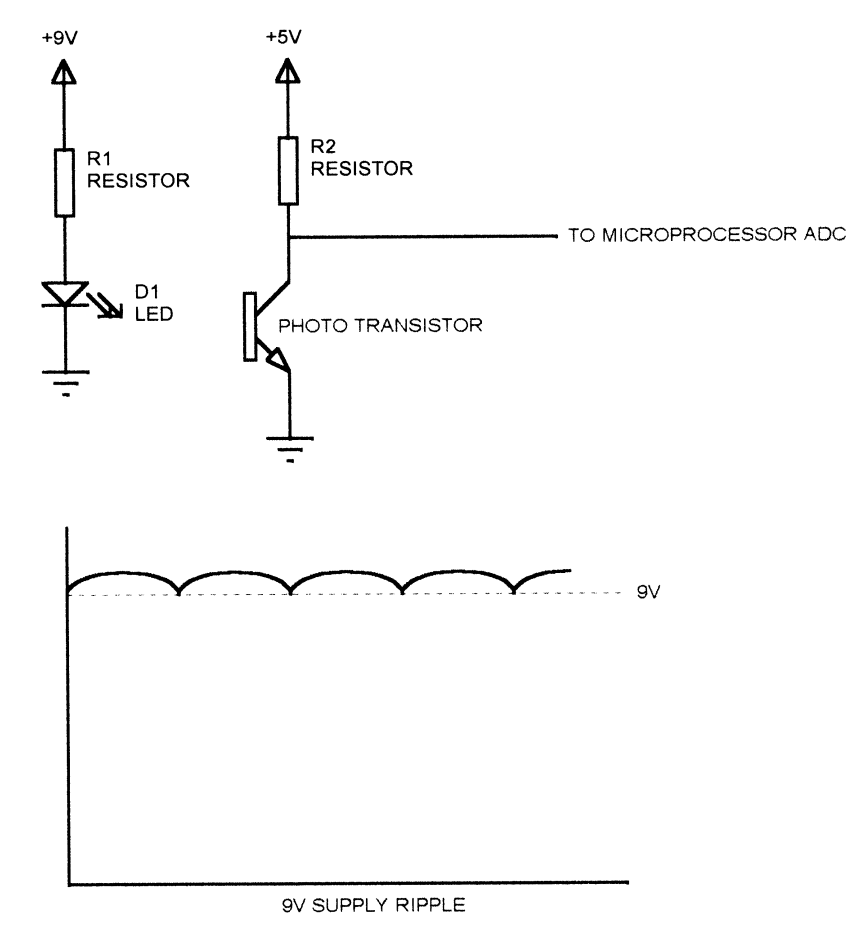 +9V
+5V
R1
RESISTOR
R2
RESISTOR
TO MICROPROCESSOR ADC
D1
LED
PHOTO TRANSISTOR
9V
9V SUPPLY RIPPLE